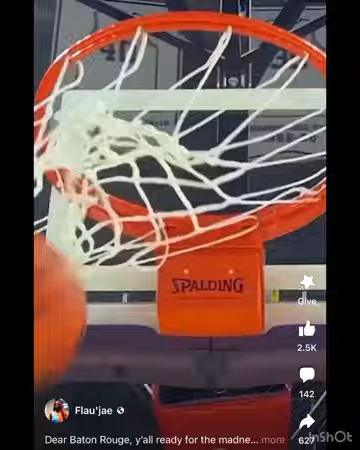 SPALDING
Give
2.5K
142
Flau'jae
Dear Baton Rouge, y'all ready for the madne... more
627
InShOt